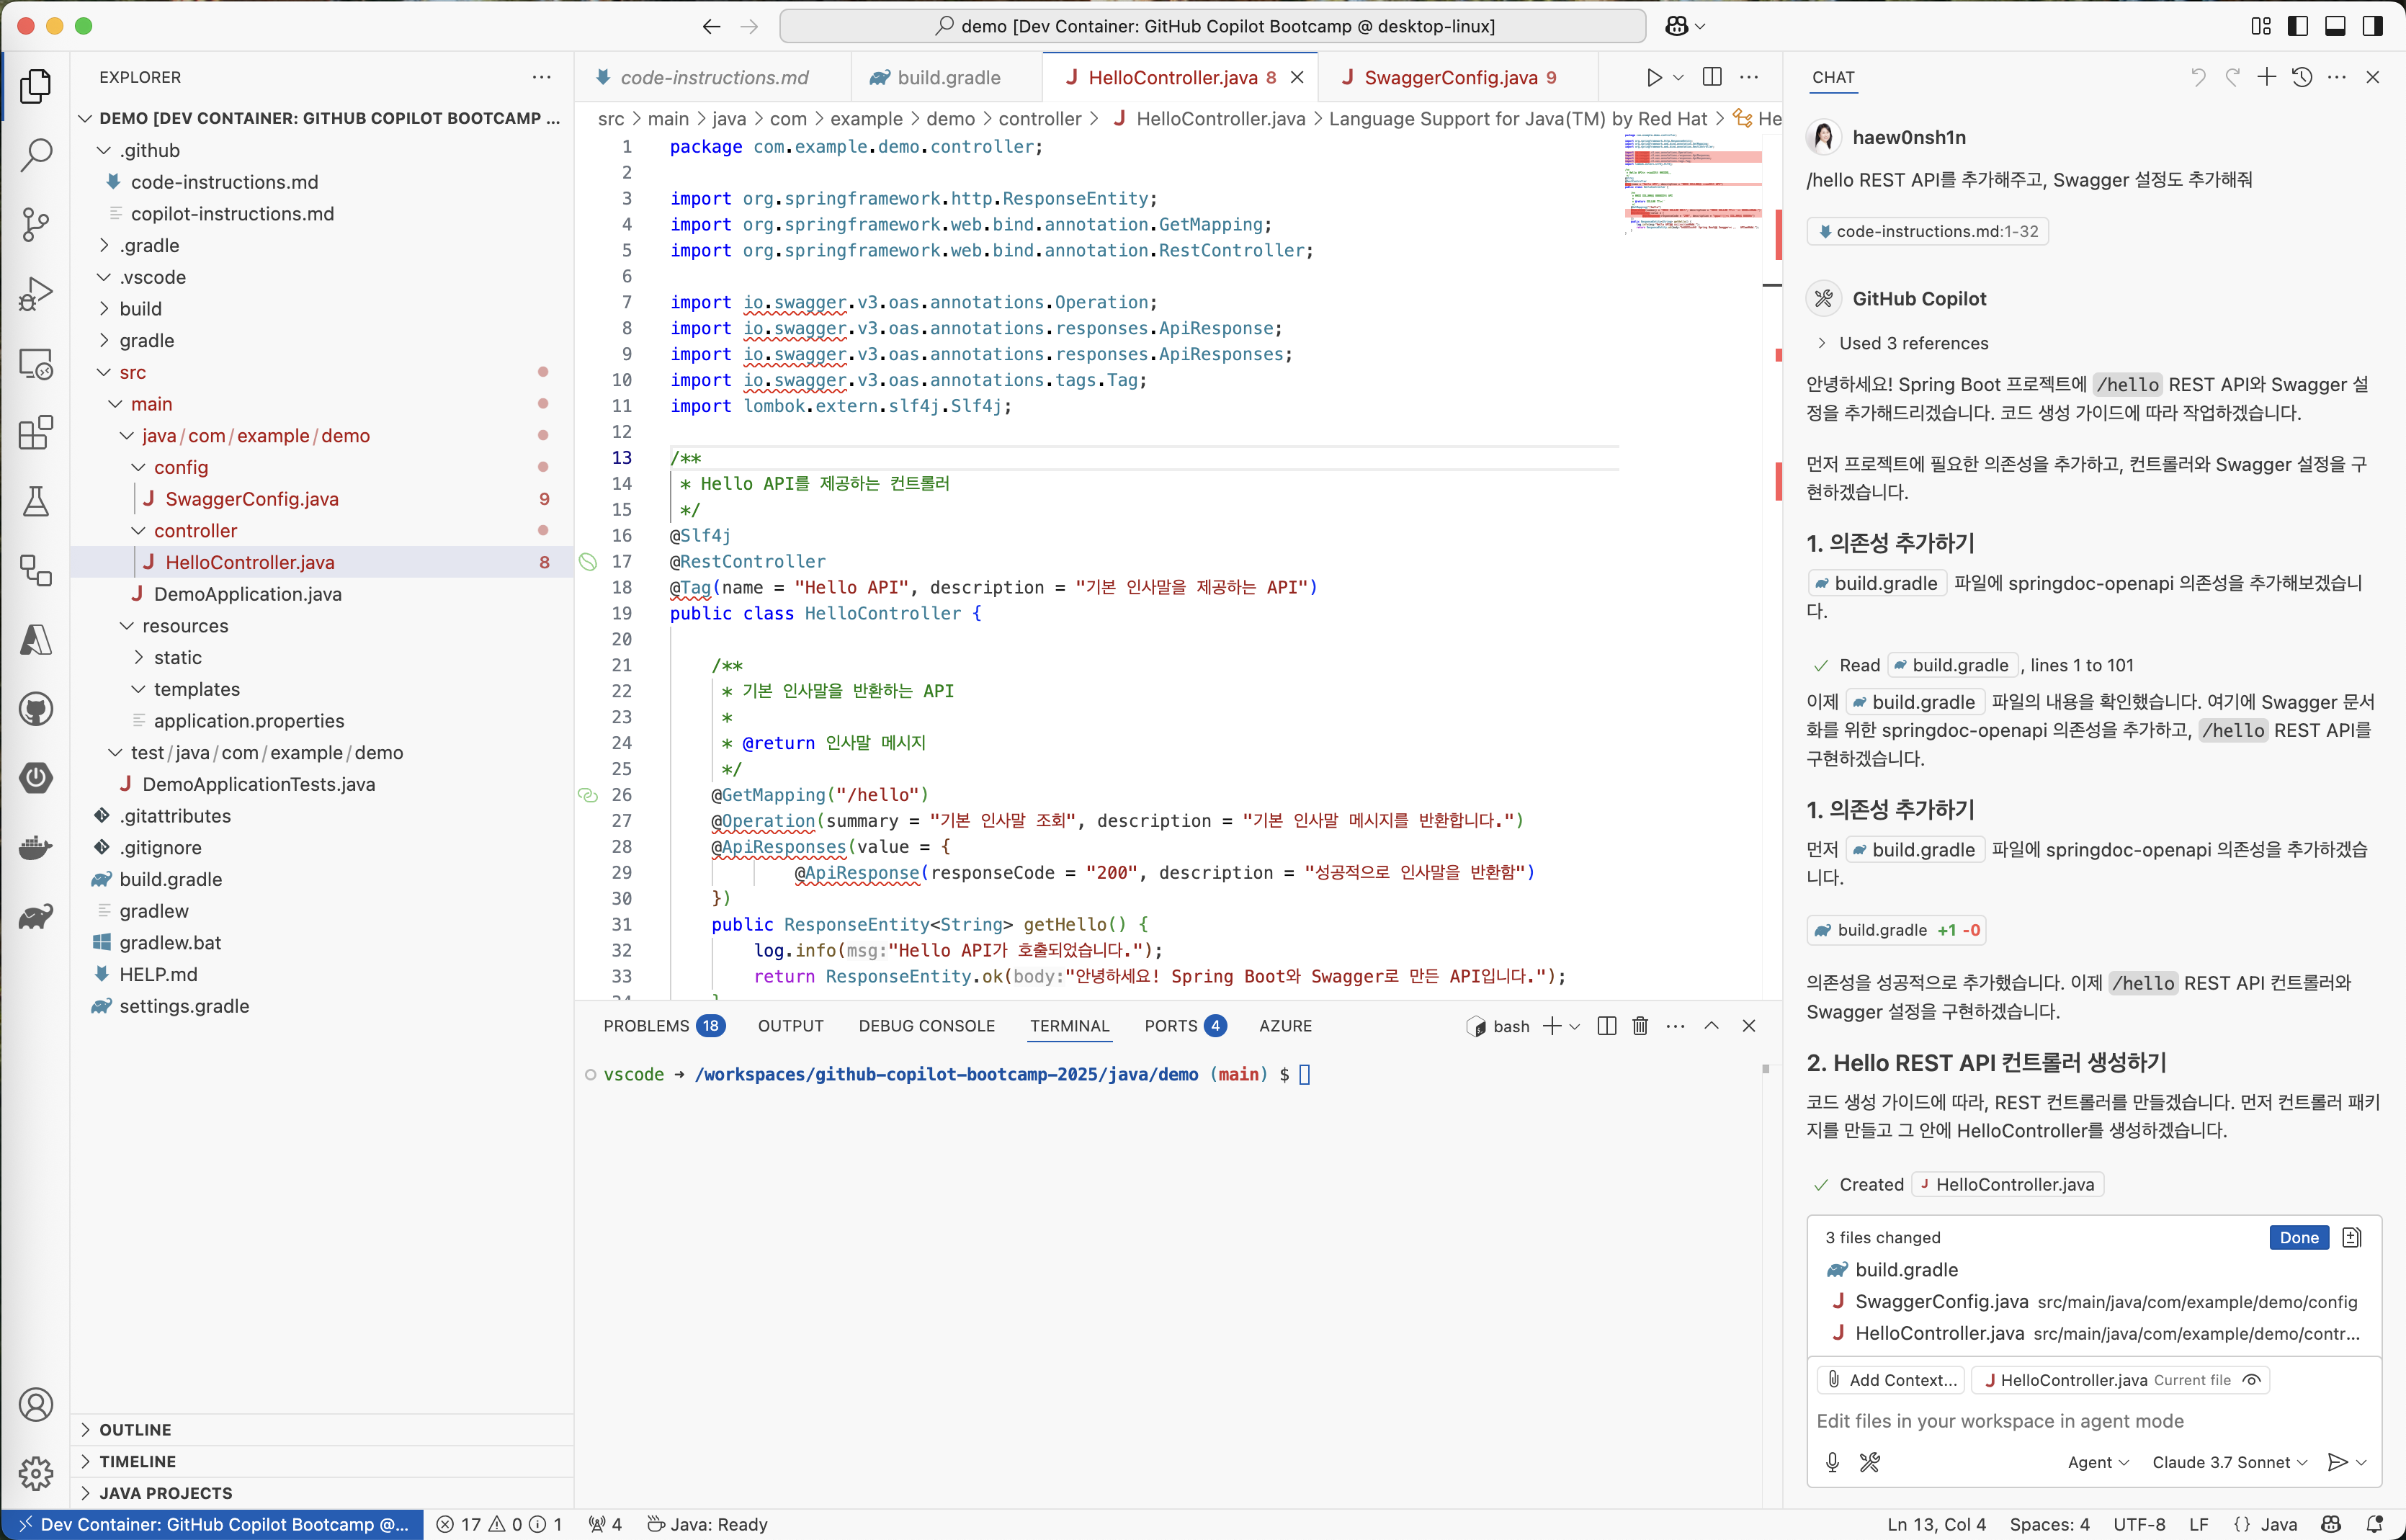 demo [Dev Container: GitHub Copilot Bootcamp @ desktop-linux]
EXPLORER
DEMO [DEV CONTAINER: GITHUB COPILOT BOOTCAMP ...
.github
code-instructions.md
copilot-instructions.md
.gradle
.vscode
build
gradle
src
main
java/com/example/demo
config
SwaggerConfig.java 9
controller
HelloController.java 8
DemoApplication.java
resources
static
templates
application.properties
test/java/com/example/demo
DemoApplicationTests.java
.gitattributes
.gitignore
build.gradle
gradlew
gradlew.bat
HELP.md
settings.gradle
OUTLINE
TIMELINE
JAVA PROJECTS
code-instructions.md
build.gradle
HelloController.java 8
SwaggerConfig.java 9
src > main > java > com > example > demo > controller > HelloController.java > Language Support for Java(TM) by Red Hat > He
1 package com.example.demo.controller;
2
3 import org.springframework.http.ResponseEntity;
4 import org.springframework.web.bind.annotation.GetMapping;
5 import org.springframework.web.bind.annotation.RestController;
6
7 import io.swagger.v3.oas.annotations.Operation;
8 import io.swagger.v3.oas.annotations.responses.ApiResponse;
9 import io.swagger.v3.oas.annotations.responses.ApiResponses;
10 import io.swagger.v3.oas.annotations.tags.Tag;
11 import lombok.extern.slf4j.Slf4j;
12
13 /**
14 * Hello API를 제공하는 컨트롤러
15 */
16 @Slf4j
17 @RestController
18 @Tag(name = "Hello API", description = "기본 인사말을 제공하는 API")
19 public class HelloController {
20
21 /**
22 * 기본 인사말을 반환하는 API
23 *
24 * @return 인사말 메시지
25 */
26 @GetMapping("/hello")
27 @Operation(summary = "기본 인사말 조회", description = "기본 인사말 메시지를 반환합니다.")
28 @ApiResponses(value = {
29 @ApiResponse(responseCode = "200", description = "성공적으로 인사말을 반환함")
30 })
31 public ResponseEntity<String> getHello() {
32 log.info(msg:"Hello API가 호출되었습니다.");
33 return ResponseEntity.ok(body:"안녕하세요! Spring Boot와 Swagger로 만든 API입니다.");
PROBLEMS 18
OUTPUT
DEBUG CONSOLE
TERMINAL
PORTS 4
AZURE
bash
vscode → /workspaces/github-copilot-bootcamp-2025/java/demo (main) $
CHAT
haew0nsh1n
/hello REST API를 추가해주고, Swagger 설정도 추가해줘
code-instructions.md:1-32
GitHub Copilot
Used 3 references
안녕하세요! Spring Boot 프로젝트에 /hello REST API와 Swagger 설
정을 추가해드리겠습니다. 코드 생성 가이드에 따라 작업하겠습니다.
먼저 프로젝트에 필요한 의존성을 추가하고, 컨트롤러와 Swagger 설정을 구
현하겠습니다.
1. 의존성 추가하기
build.gradle 파일에 springdoc-openapi 의존성을 추가해보겠습니
다.
Read build.gradle, lines 1 to 101
이제 build.gradle 파일의 내용을 확인했습니다. 여기에 Swagger 문서
화를 위한 springdoc-openapi 의존성을 추가하고, /hello REST API를
구현하겠습니다.
1. 의존성 추가하기
먼저 build.gradle 파일에 springdoc-openapi 의존성을 추가하겠습
니다.
build.gradle +1 -0
의존성을 성공적으로 추가했습니다. 이제 /hello REST API 컨트롤러와
Swagger 설정을 구현하겠습니다.
2. Hello REST API 컨트롤러 생성하기
코드 생성 가이드에 따라, REST 컨트롤러를 만들겠습니다. 먼저 컨트롤러 패키
지를 만들고 그 안에 HelloController를 생성하겠습니다.
Created HelloController.java
3 files changed
Done
build.gradle
SwaggerConfig.java src/main/java/com/example/demo/config
HelloController.java src/main/java/com/example/demo/contr...
Add Context...
HelloController.java Current file
Edit files in your workspace in agent mode
Agent
Claude 3.7 Sonnet
Dev Container: GitHub Copilot Bootcamp @...
17 0 1
4
Java: Ready
Ln 13, Col 4
Spaces: 4
UTF-8
LF
{} Java